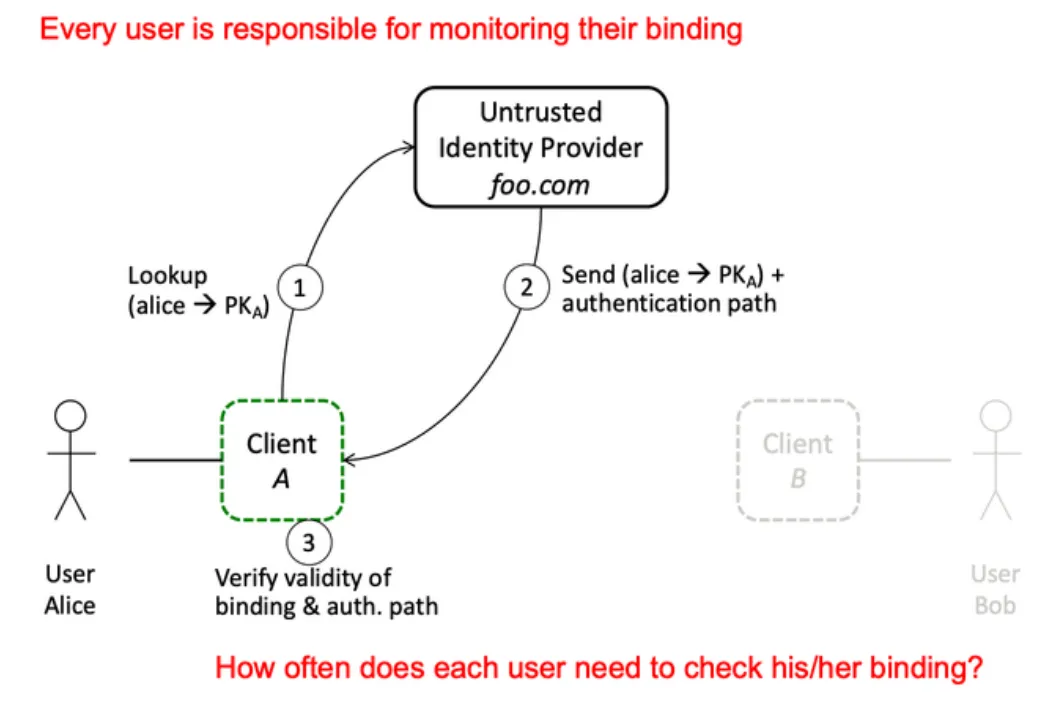 Every user is responsible for monitoring their binding
Untrusted
Identity Provider
foo.com
Lookup
(alice → PKA)
1
2
Send (alice → PKA) +
authentication path
Client
A
Client
B
3
Verify validity of
binding & auth. path
User
Alice
User
Bob
How often does each user need to check his/her binding?